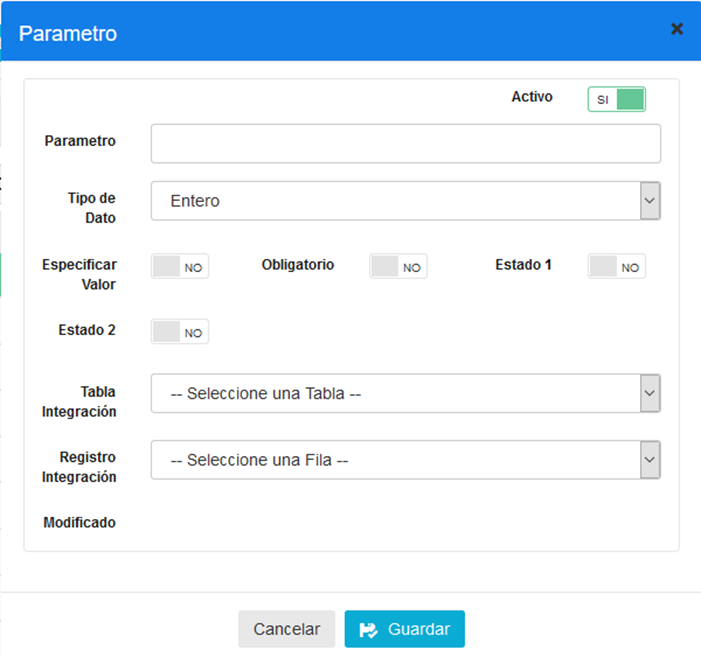 Parametro
Activo SI
Parametro
Tipo de
Dato
Entero
Especificar
Valor
NO
Obligatorio NO
Estado 1 NO
Estado 2 NO
Tabla
Integración
-- Seleccione una Tabla --
Registro
Integración
-- Seleccione una Fila --
Modificado
Cancelar Guardar